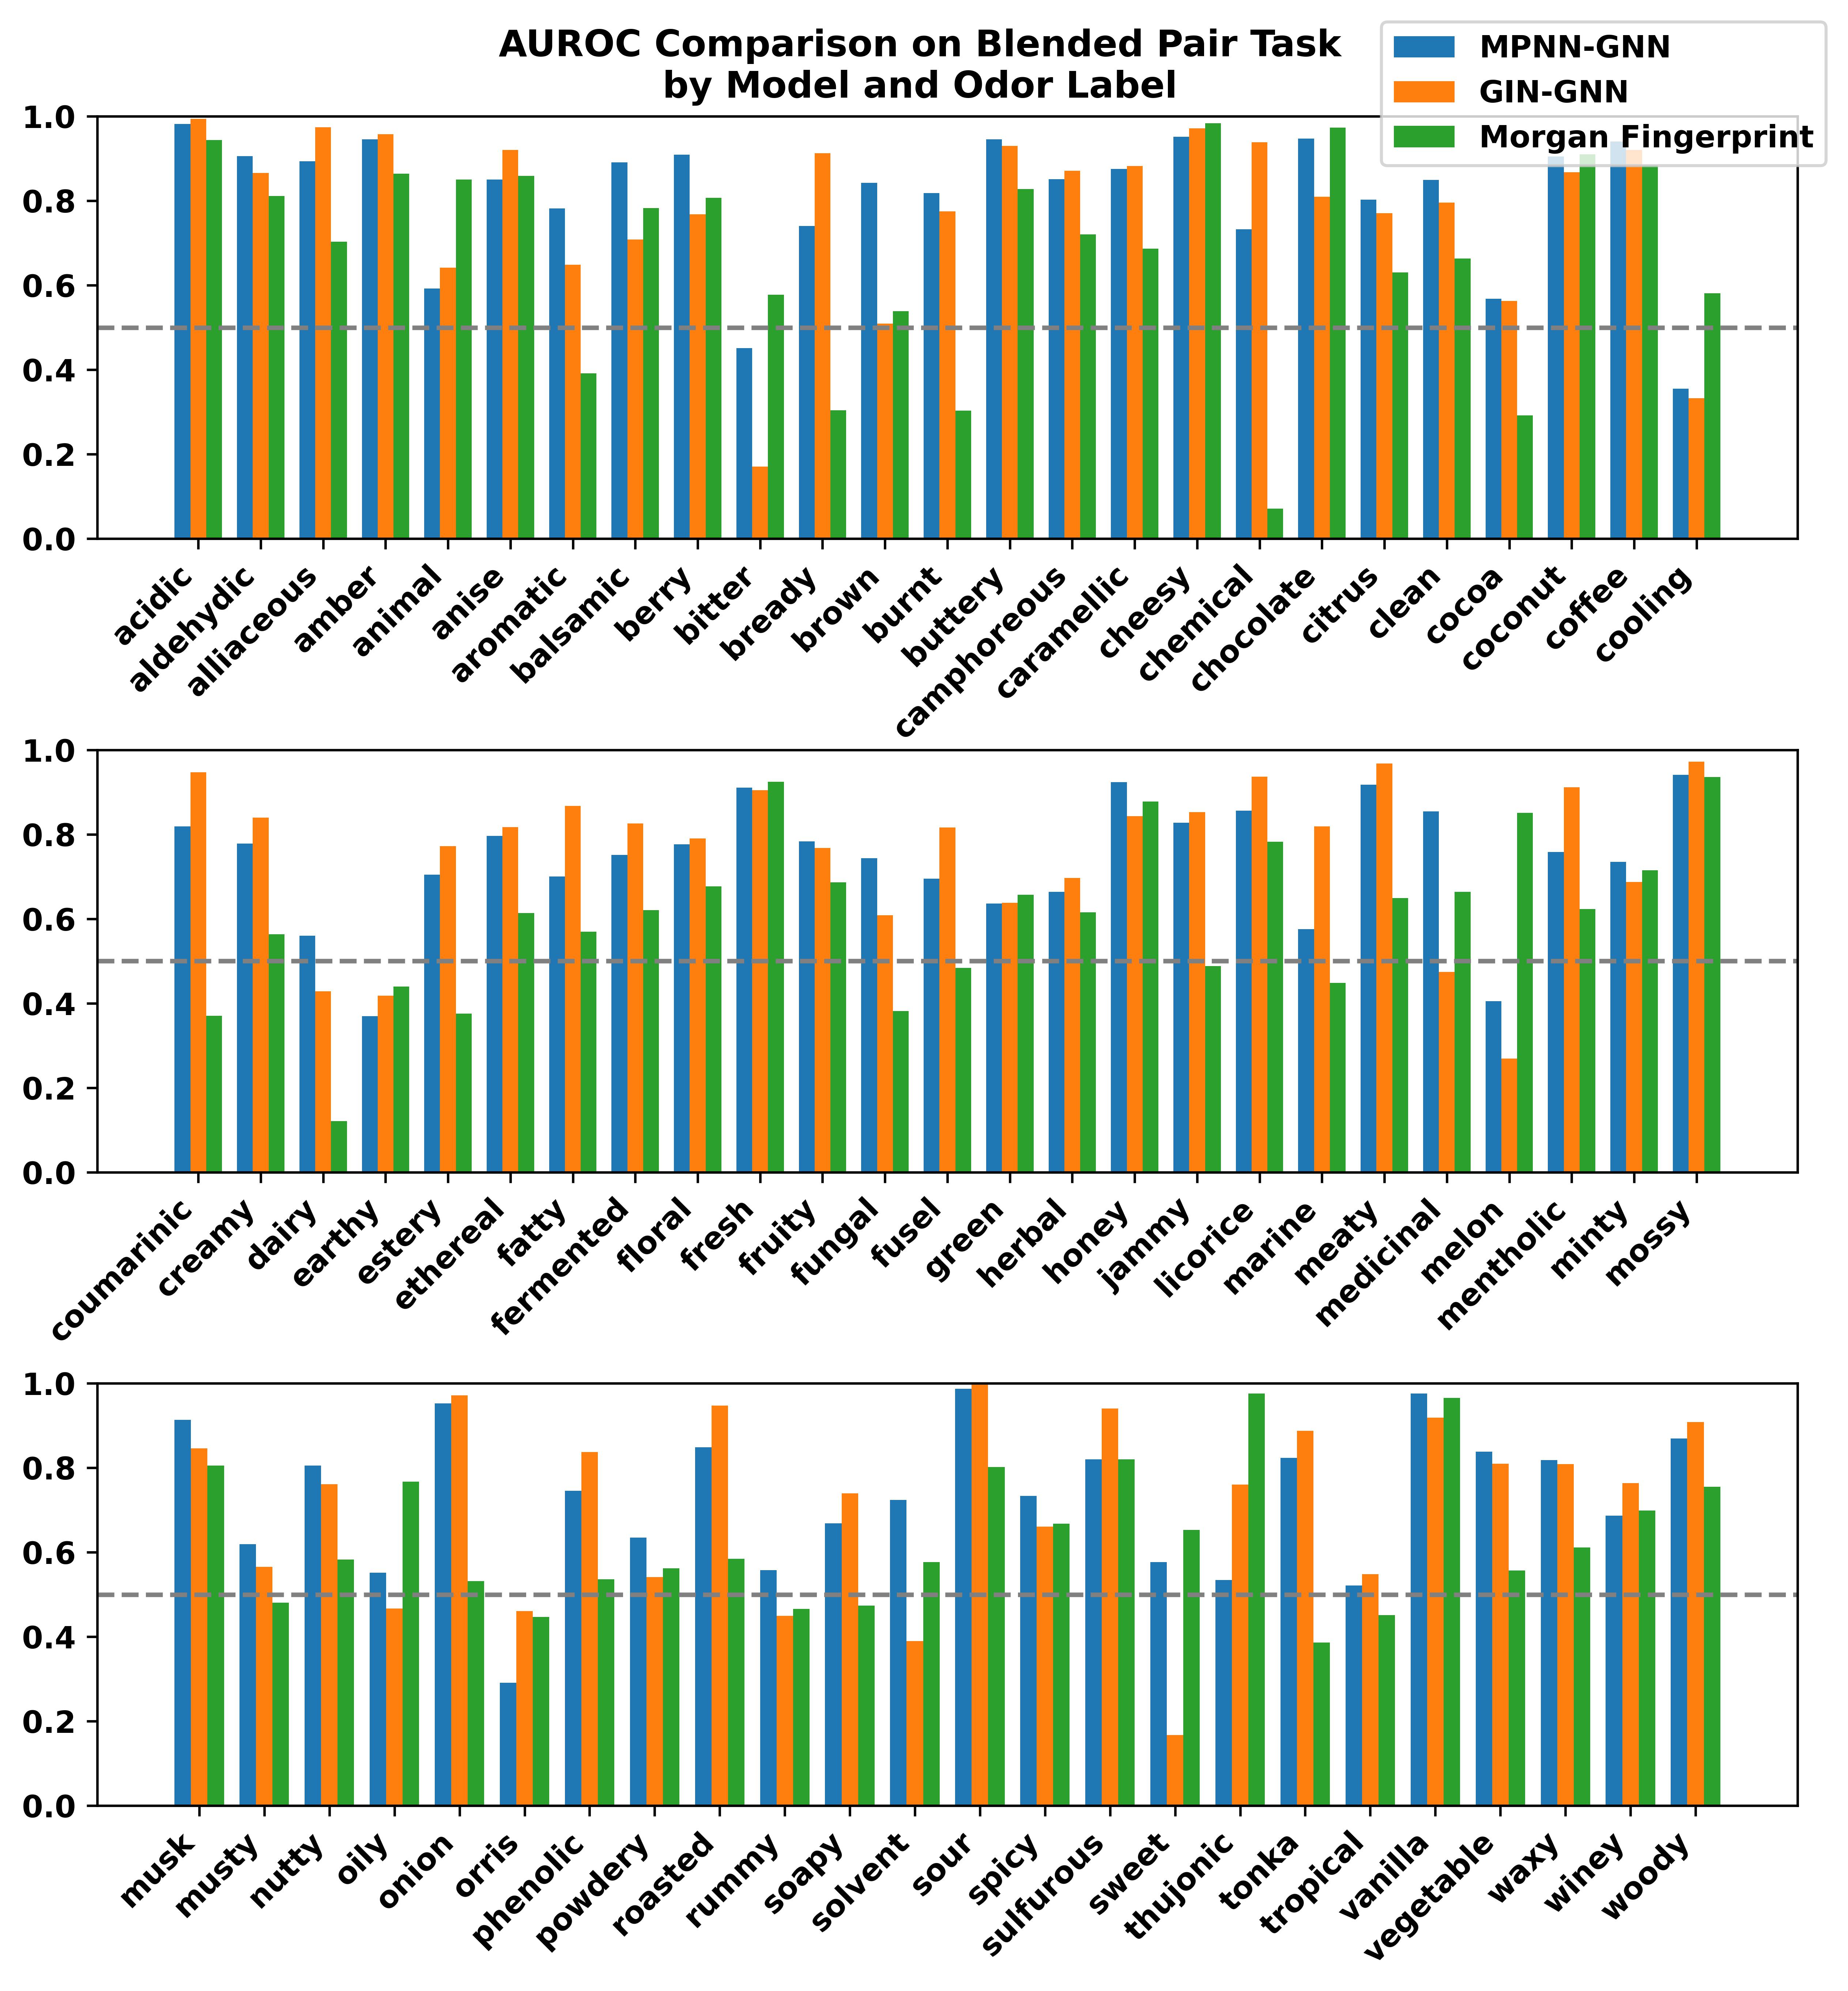 AUROC Comparison on Blended Pair Task
by Model and Odor Label
MPNN-GNN
GIN-GNN
Morgan Fingerprint
1.0
0.8
0.6
0.4
0.2
0.0
acidic
aldehydic
alliaceous
amber
animal
anise
aromatic
balsamic
berry
bitter
bready
brown
burnt
buttery
camphoreous
caramellic
cheesy
chemical
chocolate
citrus
clean
cocoa
coconut
coffee
cooling
1.0
0.8
0.6
0.4
0.2
0.0
coumarinic
creamy
dairy
earthy
estery
ethereal
fatty
fermented
floral
fresh
fruity
fungal
fusel
green
herbal
honey
jammy
licorice
marine
meaty
medicinal
melon
mentholic
minty
mossy
1.0
0.8
0.6
0.4
0.2
0.0
musk
musty
nutty
oily
onion
orris
phenolic
powdery
roasted
rummy
soapy
solvent
sour
spicy
sulfurous
sweet
thujonic
tonka
tropical
vanilla
vegetable
waxy
winey
woody